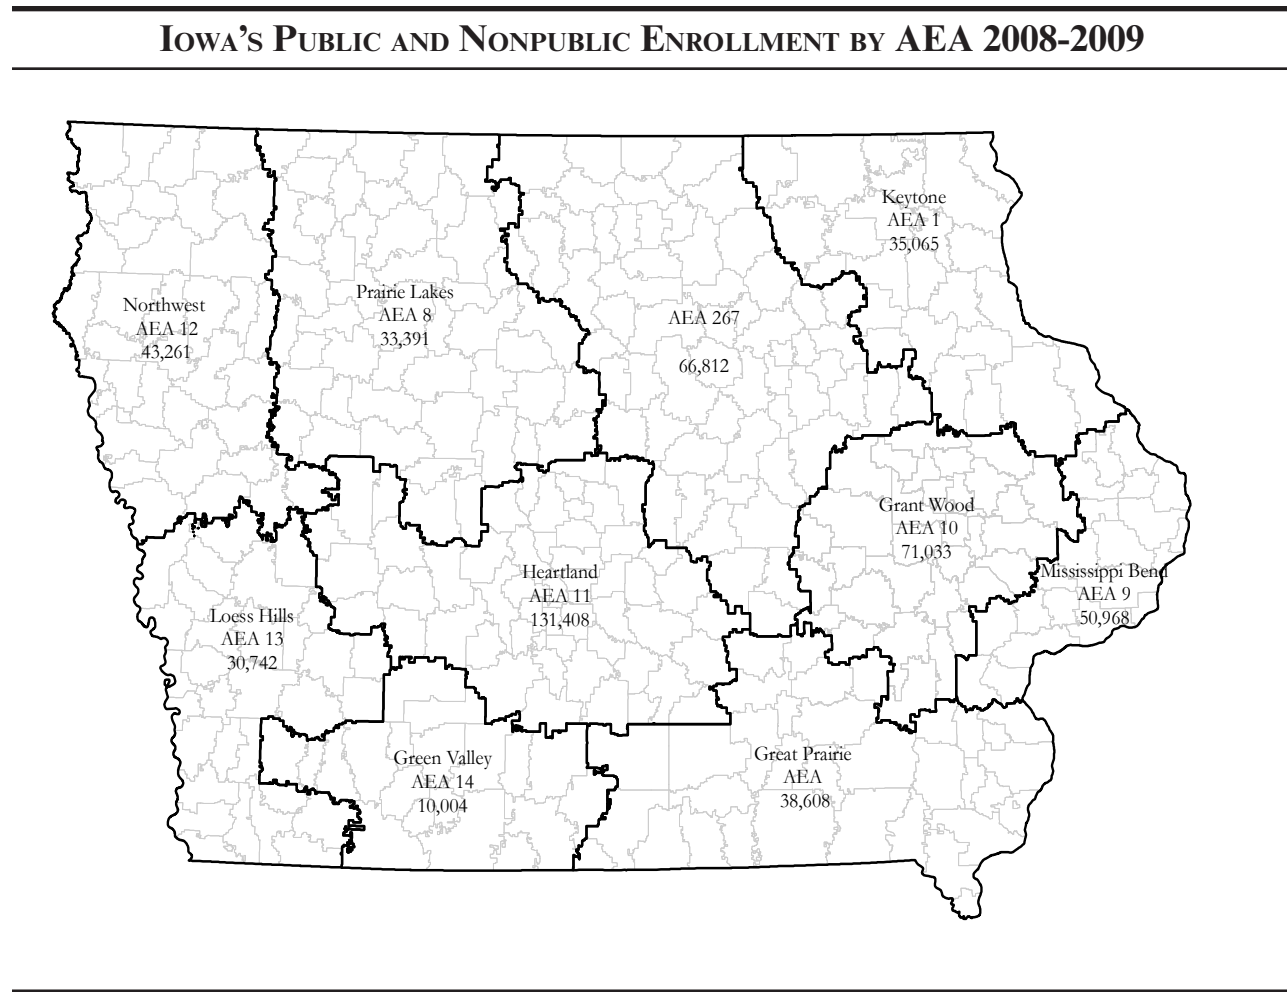 Iowa's Public and Nonpublic Enrollment by AEA 2008-2009
Keytone
AEA 1
35,065
Prairie Lakes
AEA 8
33,391
Northwest
AEA 12
43,261
AEA 267
66,812
Grant Wood
AEA 10
71,033
Heartland
AEA 11
131,408
Mississippi Bend
AEA 9
50,968
Loess Hills
AEA 13
30,742
Green Valley
AEA 14
10,004
Great Prairie
AEA
38,608